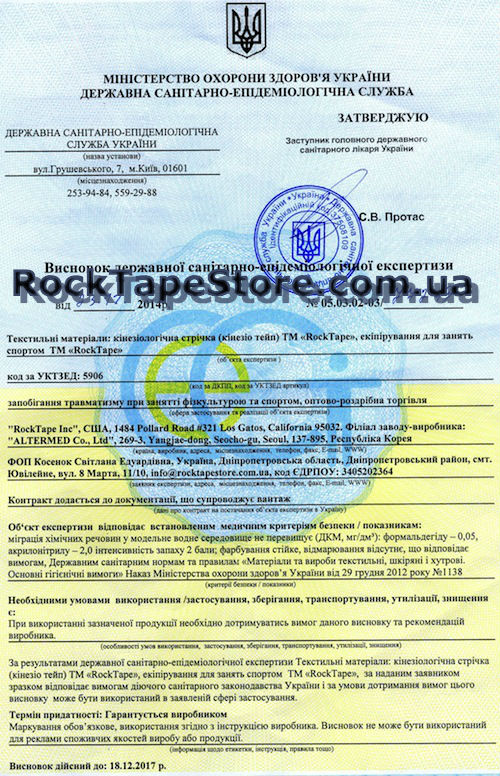 МІНІСТЕРСТВО ОХОРОНИ ЗДОРОВ'Я УКРАЇНИ
ДЕРЖАВНА САНІТАРНО-ЕПІДЕМІОЛОГІЧНА СЛУЖБА
ЗАТВЕРДЖУЮ
ДЕРЖАВНА САНІТАРНО-ЕПІДЕМІОЛОГІЧНА
СЛУЖБА УКРАЇНИ
(назва установи)
вул.Грушевського, 7, м.Київ, 01601
(місцезнаходження)
253-94-84, 559-29-88
Заступник головного державного
санітарного лікаря України
С.В. Протас
Висновок державної санітарно-епідеміологічної експертизи
RockTapeStore.com.ua
від 2014р. № 05.03.02-03/
Текстильні матеріали: кінезіологічна стрічка (кінезіо тейп) ТМ «RockTape», екіпірування для занять
спортом ТМ «RockTape»
(об'єкта експертизи)
код за УКТЗЕД: 5906
(код за ДКПП, код за УКТЗЕД артикул)
запобігання травматизму при занятті фізкультурою та спортом, оптово-роздрібна торгівля
(сфера застосування та реалізації об'єкта експертизи)
"RockTape Inc", США, 1484 Pollard Road #321 Los Gatos, California 95032. Філіал заводу-виробника:
"ALTERMED Co., Ltd", 269-3, Yangjae-dong, Seocho-gu, Seoul, 137-895, Республіка Корея
(країна, виробник, адреса, місцезнаходження, телефон, факс, E-mail, WWW)
ФОП Косенок Світлана Едуардівна, Україна, Дніпропетровська область, Дніпропетровський район, смт.
Ювілейне, вул. 8 Марта, 11/10, info@rocktapestore.com.ua, код ЄДРПОУ: 3405202364
(заявник експертизи, адреса, місцезнаходження, телефон, факс, E-mail, WWW)
Контракт додається до документації, що супроводжує вантаж
(дані про контракт на постачання об'єкта експертизи в Україну)
Об'єкт експертизи відповідає встановленим медичним критеріям безпеки / показникам:
міграція хімічних речовин у модельне водне середовище не перевищує (ДКМ, мг/дм³): формальдегіду – 0,05,
акрилонітрилу – 2,0 інтенсивність запаху 2 бали; фарбування стійке, відмарювання відсутнє, що відповідає
вимогам, Державним санітарним нормам та правилам «Матеріали та вироби текстильні, шкіряні і хутрові.
Основні гігієнічні вимоги» Наказ Міністерства охорони здоров'я України від 29 грудня 2012 року №1138
(критерії безпеки / показники)
Необхідними умовами використання /застосування, зберігання, транспортування, утилізації, знищення
є:
При використанні зазначеної продукції необхідно дотримуватись вимог даного висновку та рекомендацій
виробника.
(особливості умов використання, застосування, зберігання, транспортування, утилізації, знищення)
За результатами державної санітарно-епідеміологічної експертизи Текстильні матеріали: кінезіологічна стрічка
(кінезіо тейп) ТМ «RockTape», екіпірування для занять спортом ТМ «RockTape», за наданим заявником
зразком відповідає вимогам діючого санітарного законодавства України і за умови дотримання вимог цього
висновку може бути використаний в заявленій сфері застосування.
Термін придатності: Гарантується виробником
Маркування обов'язкове, використання згідно з інструкцією виробника. Висновок не може бути використаний
для реклами споживчих якостей виробу або продукції.
(інформація щодо етикетки, інструкція, правила тощо)
Висновок дійсний до: 18.12.2017 р.